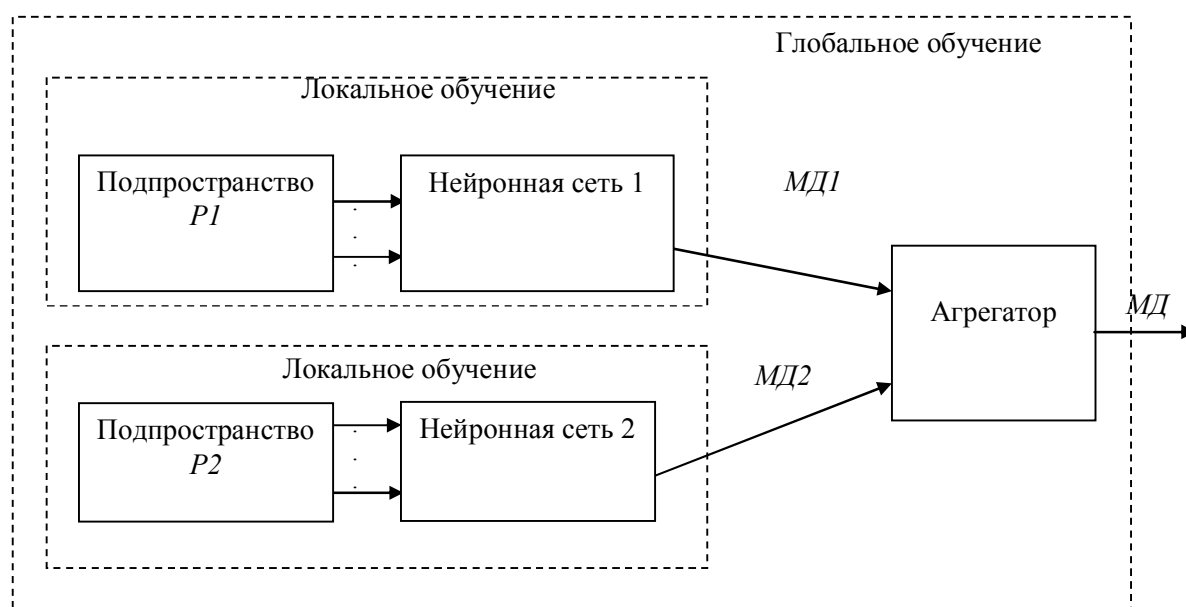 Глобальное обучение
Локальное обучение
Подпространство
P1
Нейронная сеть 1
МД1
Агрегатор
МД
Локальное обучение
МД2
Подпространство
P2
Нейронная сеть 2